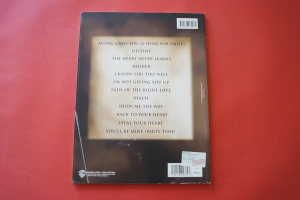 ALONG CAME YOU (A SONG FOR EMILY)
DESTINY
THE HEART NEVER LEARNS
HIGHER
I KNOW YOU TOO WELL
I'M NOT GIVING YOU UP
PATH OF THE RIGHT LOVE
REACH
SHOW ME THE WAY
BACK TO YOUR HEART
STEAL YOUR HEART
YOU'LL BE MINE (PARTY TIME)